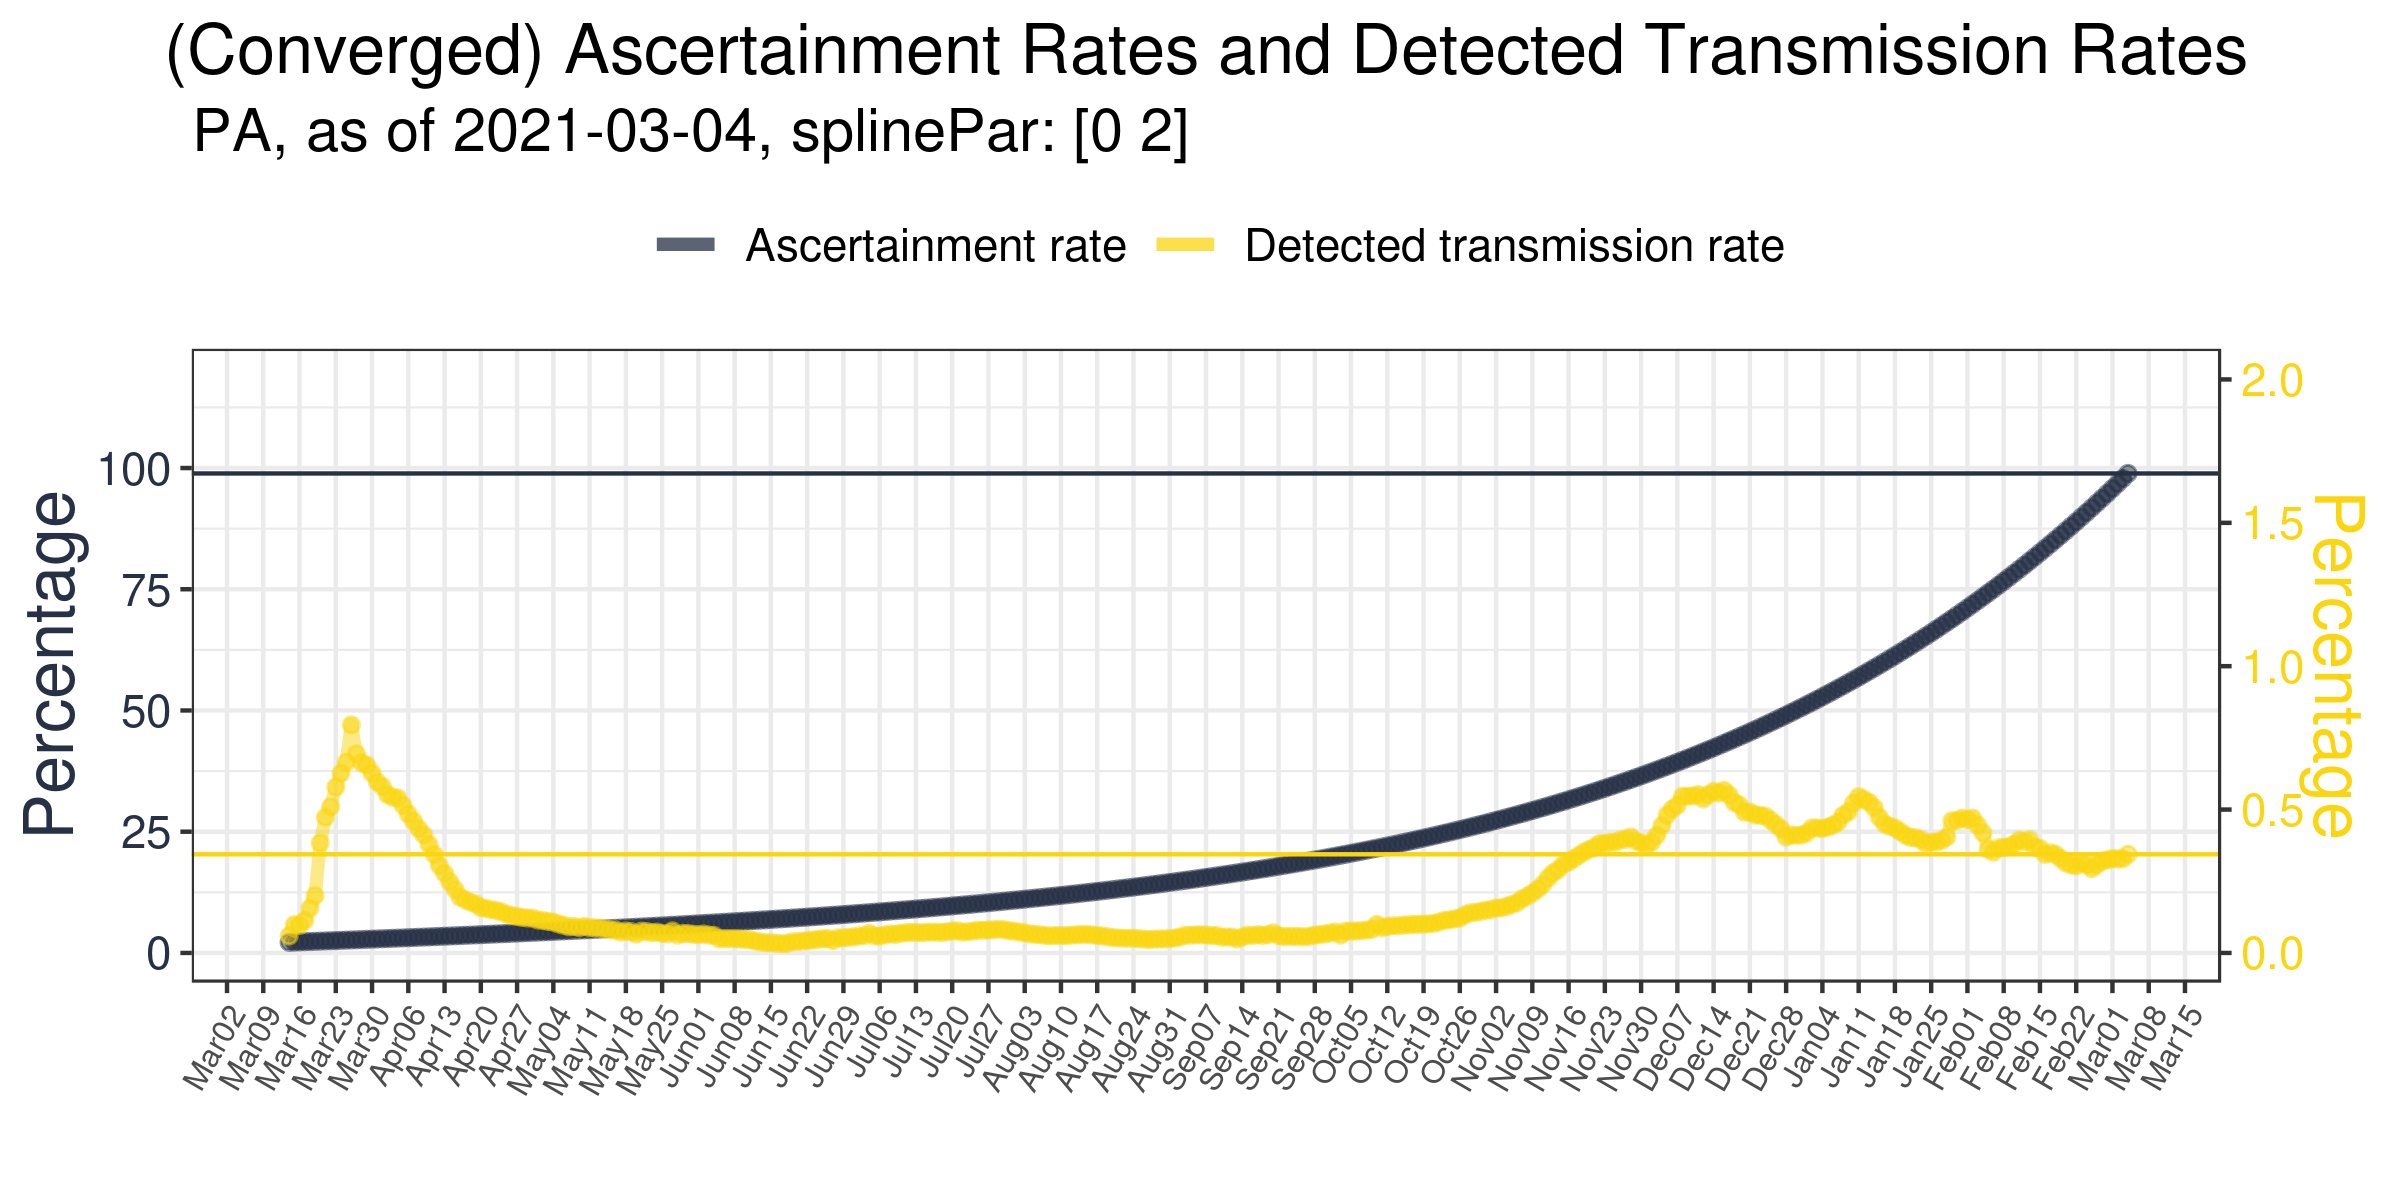 (Converged) Ascertainment Rates and Detected Transmission Rates
PA, as of 2021-03-04, splinePar: [0 2]
Ascertainment rate Detected transmission rate
Percentage
100
75
50
25
0
2.0
1.5
1.0
0.5
0.0
Percentage
Mar02 Mar09 Mar16 Mar23 Mar30 Apr06 Apr13 Apr20 Apr27 May04 May11 May18 May25 Jun01 Jun08 Jun15 Jun22 Jun29 Jul06 Jul13 Jul20 Jul27 Aug03 Aug10 Aug17 Aug24 Aug31 Sep07 Sep14 Sep21 Sep28 Oct05 Oct12 Oct19 Oct26 Nov02 Nov09 Nov16 Nov23 Nov30 Dec07 Dec14 Dec21 Dec28 Jan04 Jan11 Jan18 Jan25 Feb01 Feb08 Feb15 Feb22 Mar01 Mar08 Mar15